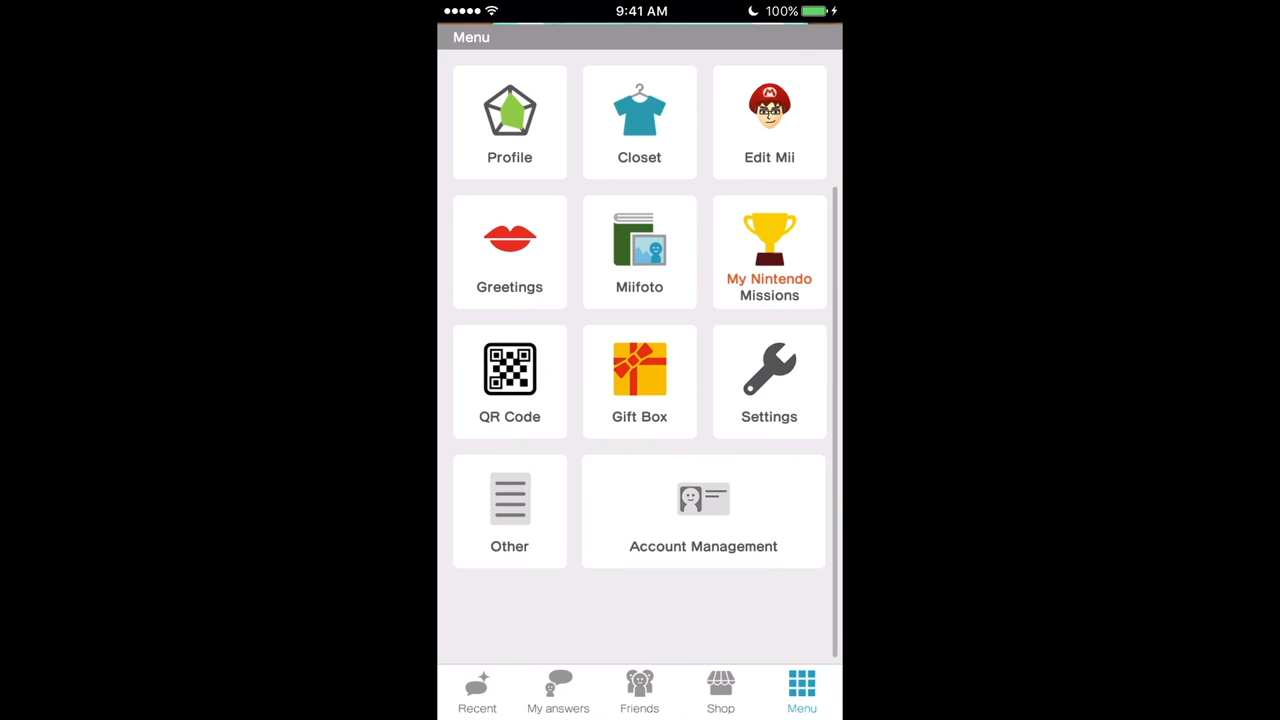 9:41 AM
100%
Menu
Profile
Closet
M
Edit Mii
Greetings
Miifoto
My Nintendo
Missions
QR Code
Gift Box
Settings
Other
Account Management
Recent
My answers
Friends
Shop
Menu